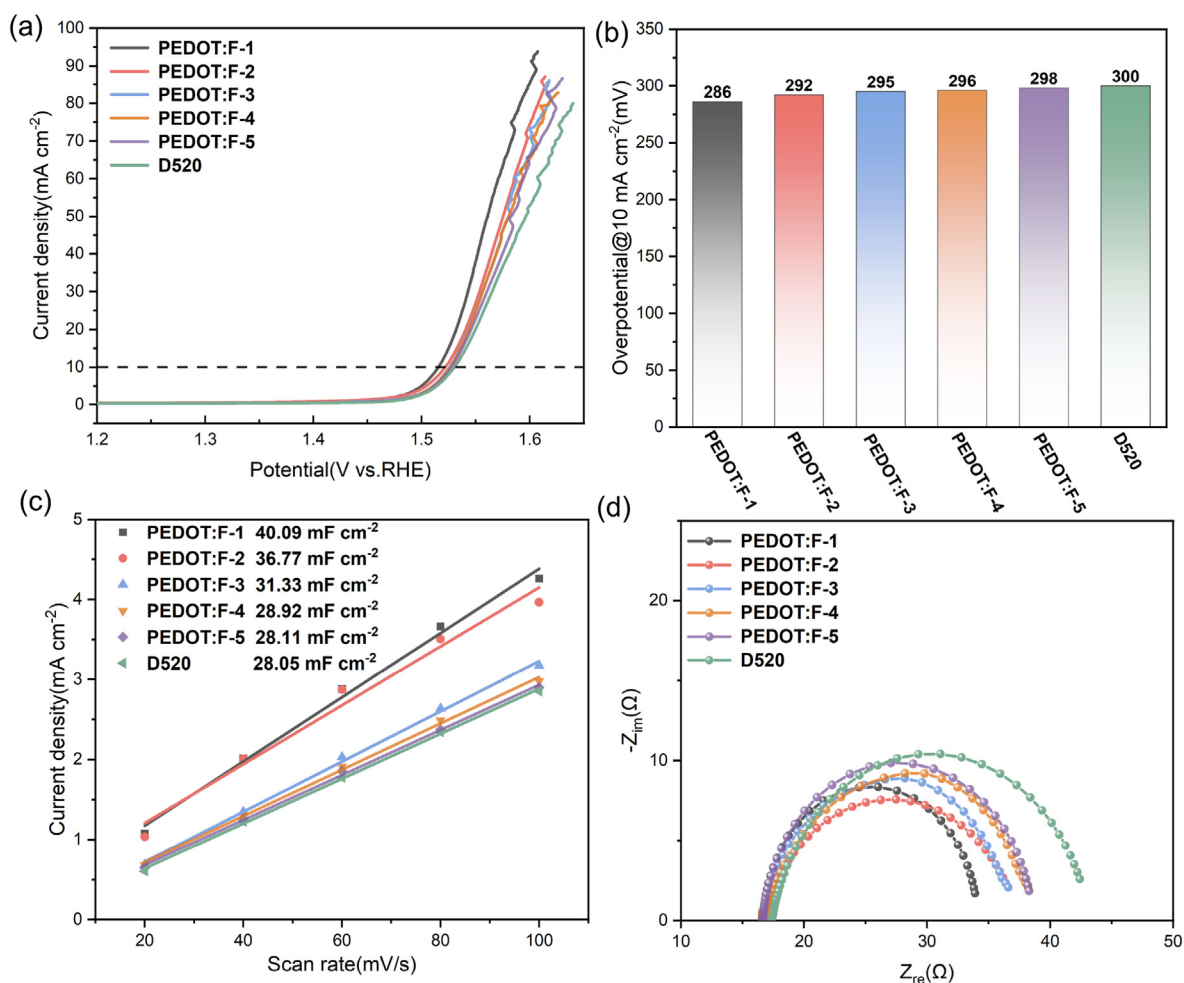 (a)
100
90
80
70
60
50
40
30
20
10
0
Current density(mA cm⁻²)
PEDOT:F-1
PEDOT:F-2
PEDOT:F-3
PEDOT:F-4
PEDOT:F-5
D520
1.2 1.3 1.4 1.5 1.6
Potential(V vs.RHE)
(b)
350
300
250
200
150
100
50
0
Overpotential@10 mA cm⁻²(mV)
286 292 295 296 298 300
PEDOT:F-1 PEDOT:F-2 PEDOT:F-3 PEDOT:F-4 PEDOT:F-5 D520
(c)
5
4
3
2
1
0
Current density(mA cm⁻²)
PEDOT:F-1 40.09 mF cm⁻²
PEDOT:F-2 36.77 mF cm⁻²
PEDOT:F-3 31.33 mF cm⁻²
PEDOT:F-4 28.92 mF cm⁻²
PEDOT:F-5 28.11 mF cm⁻²
D520 28.05 mF cm⁻²
20 40 60 80 100
Scan rate(mV/s)
(d)
20
10
0
-Zim(Ω)
PEDOT:F-1
PEDOT:F-2
PEDOT:F-3
PEDOT:F-4
PEDOT:F-5
D520
10 20 30 40 50
Zre(Ω)